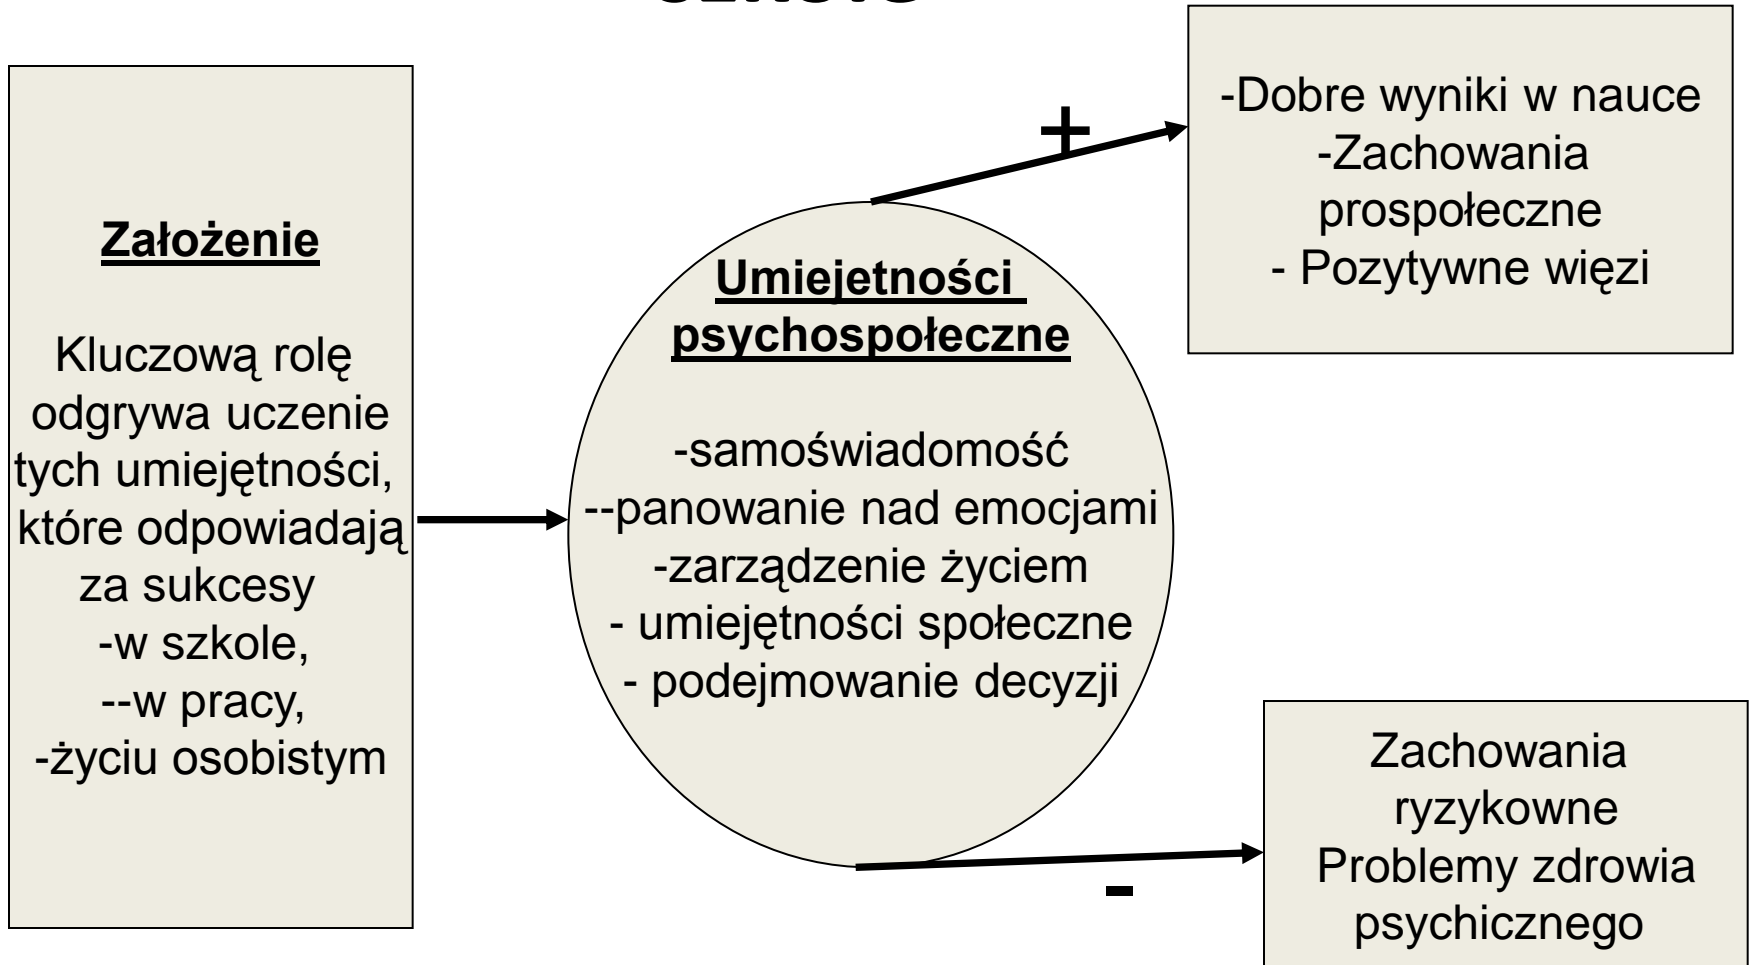 Założenie
Kluczową rolę
odgrywa uczenie
tych umiejętności,
które odpowiadają
za sukcesy
-w szkole,
--w pracy,
-życiu osobistym
Umiejetności
psychospołeczne
-samoświadomość
--panowanie nad emocjami
-zarządzenie życiem
- umiejętności społeczne
- podejmowanie decyzji
+
-Dobre wyniki w nauce
-Zachowania
prospołeczne
- Pozytywne więzi
-
Zachowania
ryzykowne
Problemy zdrowia
psychicznego